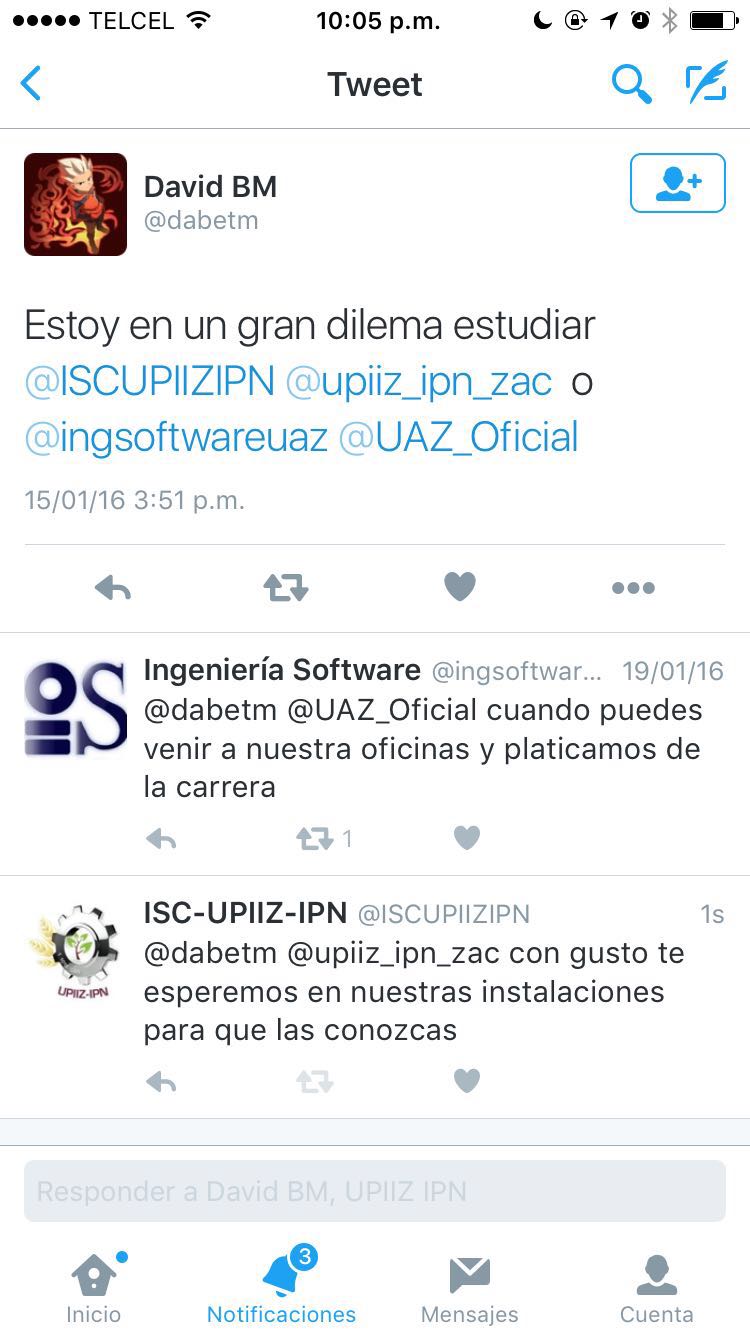 TELCEL 10:05 p.m.
Tweet
David BM
@dabetm
Estoy en un gran dilema estudiar
@ISCUPIIZIPN @upiiz_ipn_zac o
@ingsoftwareuaz @UAZ_Oficial
15/01/16 3:51 p.m.
Ingeniería Software @ingsoftwar... 19/01/16
@dabetm @UAZ_Oficial cuando puedes
venir a nuestra oficinas y platicamos de
la carrera
1
ISC-UPIIZ-IPN @ISCUPIIZIPN 1s
@dabetm @upiiz_ipn_zac con gusto te
esperemos en nuestras instalaciones
para que las conozcas
UPIIZ-IPN
Responder a David BM, UPIIZ IPN
3
Inicio Notificaciones Mensajes Cuenta